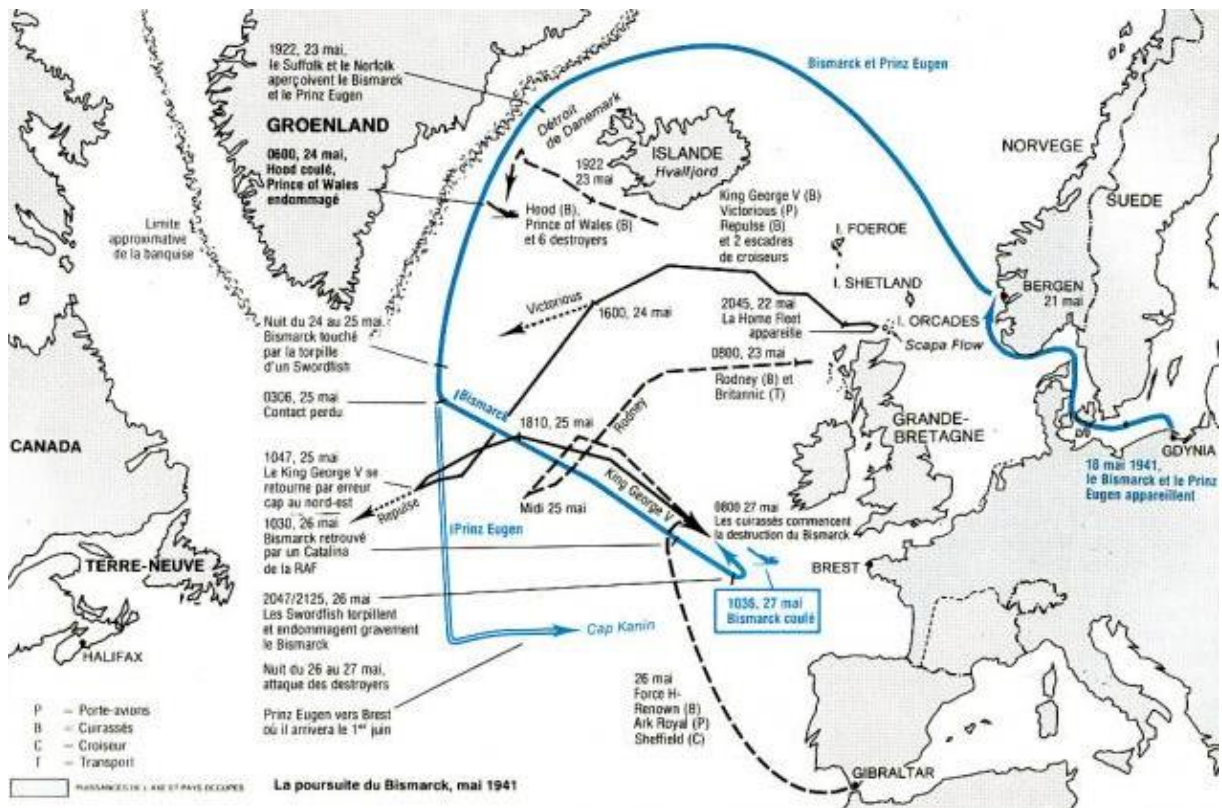 1922, 23 mai,
le Suffolk et le Norfolk
aperçoivent le Bismarck
et le Prinz Eugen
GROENLAND
0600, 24 mai,
Hood coulé,
Prince of Wales
endommagé
Limite
approximative
de la banquise
Détroit
de Danemark
ISLANDE
Hvalfjord
1922
23 mai
Hood (B),
Prince of Wales (B)
et 6 destroyers
Bismarck et Prinz Eugen
King George V (B)
Victorious (P)
Repulse (B)
et 2 escadres
de croiseurs
NORVEGE
SUEDE
I. FOEROE
I. SHETLAND
BERGEN
21 mai
2045, 22 mai
La Home Fleet
appareille
I. ORCADES
Scapa Flow
Victorious
1600, 24 mai
Nuit du 24 au 25 mai,
Bismarck touché
par la torpille
d'un Swordfish
0800, 23 mai
Rodney (B) et
Britannic (T)
Rodney
0306, 25 mai
Contact perdu
Bismarck
1810, 25 mai
GRANDE-
BRETAGNE
GDYNIA
18 mai 1941,
le Bismarck et le Prinz
Eugen appareillent
CANADA
1047, 25 mai
Le King George V se
retourne par erreur
cap au nord-est
Repulse
Midi 25 mai
King George V
0800 27 mai
Les cuirassés commencent
la destruction du Bismarck
1030, 26 mai
Bismarck retrouvé
par un Catalina
de la RAF
Prinz Eugen
TERRE-NEUVE
BREST
2047/2125, 26 mai
Les Swordfish torpillent
et endommagent gravement
le Bismarck
1036, 27 mai
Bismarck coulé
Cap Kanin
HALIFAX
Nuit du 26 au 27 mai,
attaque des destroyers
26 mai
Force H-
Renown (B)
Ark Royal (P)
Sheffield (C)
Prinz Eugen vers Brest
où il arrivera le 1er juin
P – Porte-avions
B – Cuirassés
C – Croiseur
T – Transport
GIBRALTAR
PUISSANCES DE L'AXE ET PAYS OCCUPES
La poursuite du Bismarck, mai 1941